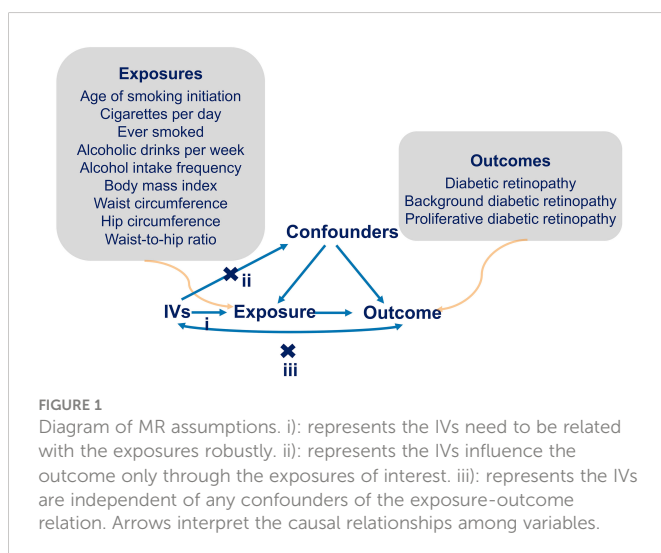 Exposures
Age of smoking initiation
Cigarettes per day
Ever smoked
Alcoholic drinks per week
Alcohol intake frequency
Body mass index
Waist circumference
Hip circumference
Waist-to-hip ratio
Outcomes
Diabetic retinopathy
Background diabetic retinopathy
Proliferative diabetic retinopathy
Confounders
ii
IVs
i
Exposure
Outcome
iii
FIGURE 1
Diagram of MR assumptions. i): represents the IVs need to be related
with the exposures robustly. ii): represents the IVs influence the
outcome only through the exposures of interest. iii): represents the IVs
are independent of any confounders of the exposure-outcome
relation. Arrows interpret the causal relationships among variables.